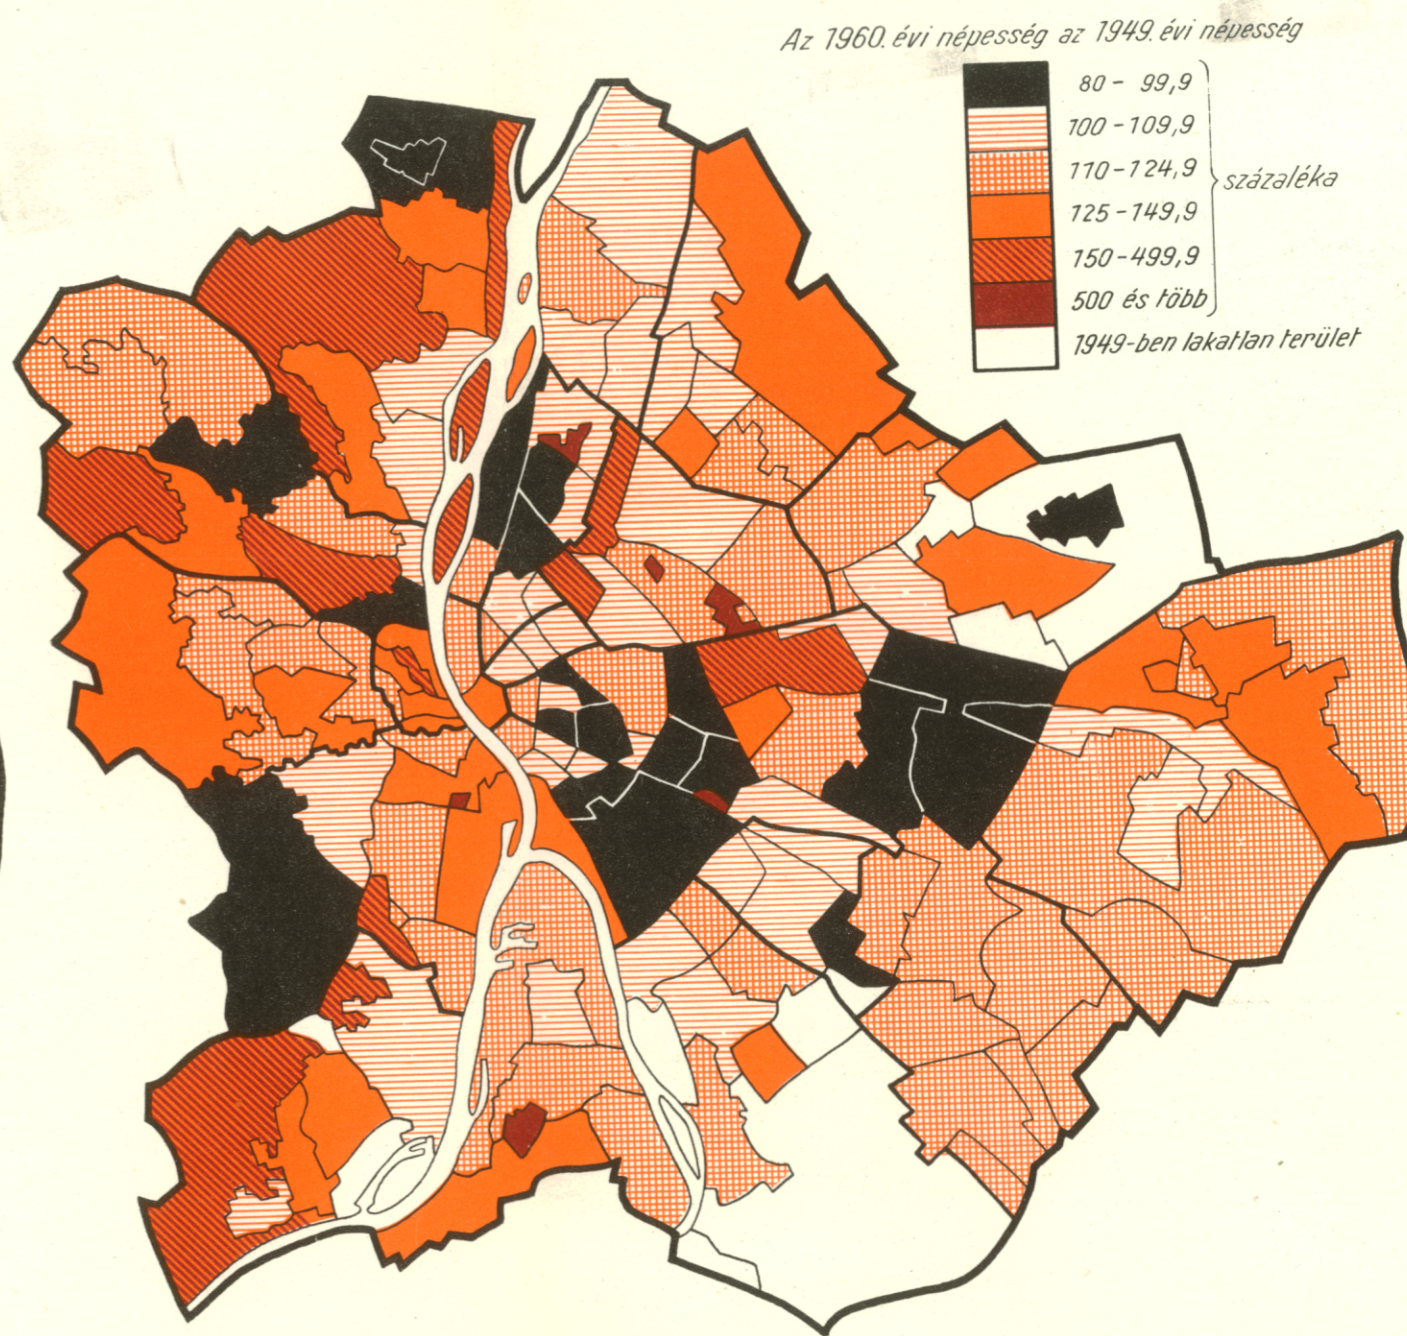 Az 1960. évi népesség az 1949. évi népesség
80 - 99,9
100 - 109,9
110 - 124,9
125 - 149,9
150 - 499,9
500 és több
százaléka
1949-ben lakatlan terület